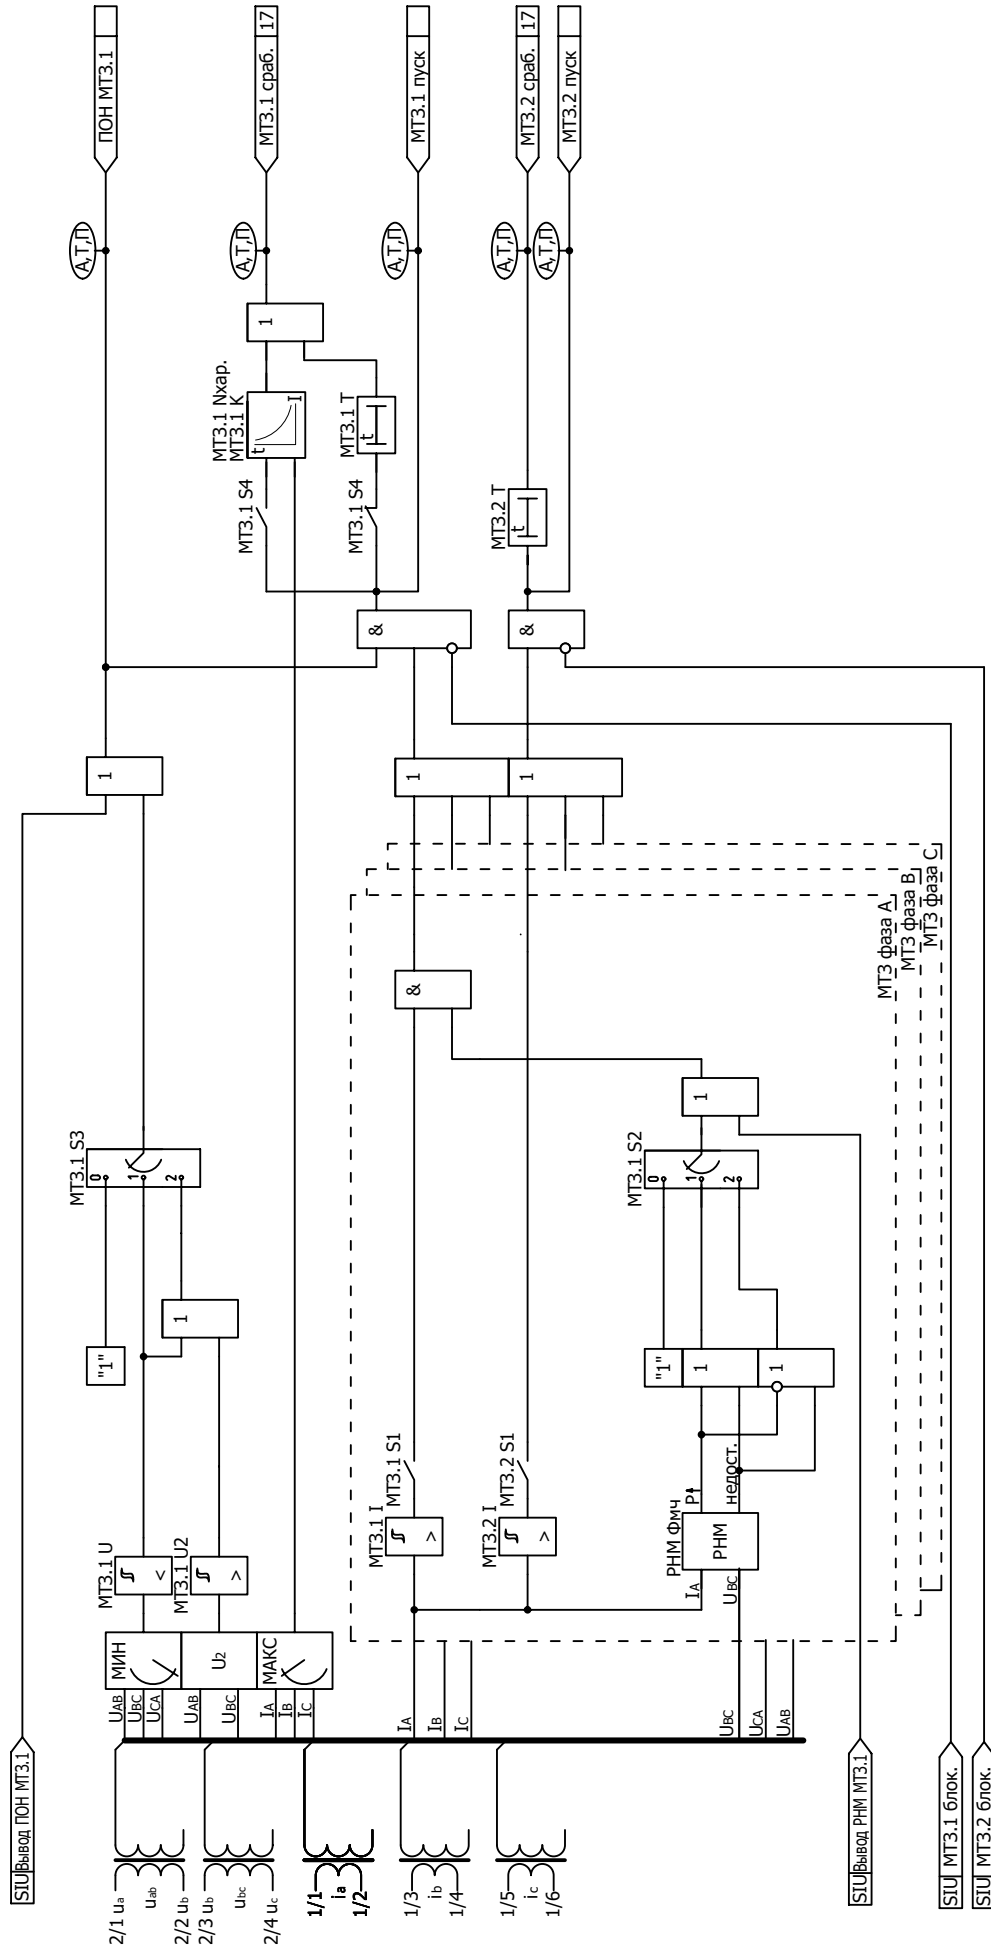 SIU Вывод ПОН МТЗ.1
2/1 ua
uab
2/2 ub
2/3 ub
ubc
2/4 uc
1/1
ia
1/2
1/3
ib
1/4
1/5
ic
1/6
SIU Вывод РНМ МТЗ.1
SIU МТЗ.1 блок.
SIU МТЗ.2 блок.
UAB
UBC
UCA
UAB
UBC
IA
IB
IC
IA
IB
IC
UBC
UCA
UAB
МИН
U2
МАКС
МТЗ.1 U
<
МТЗ.1 U2
>
МТЗ.1 I
>
МТЗ.1 S1
МТЗ.2 I
>
МТЗ.2 S1
IA
UBC
РНМ Фмч
РНМ
P
недост.
"1"
1
1
МТЗ.1 S2
0
1
2
1
"1"
1
МТЗ.1 S3
0
1
2
&
МТЗ фаза A
МТЗ фаза B
МТЗ фаза C
1
1
1
&
&
МТЗ.1 S4
МТЗ.1 S4
МТЗ.2 T
t
МТЗ.1 Nхар.
МТЗ.1 K
t
I
МТЗ.1 T
t
1
А,Т,П
А,Т,П
А,Т,П
А,Т,П
А,Т,П
ПОН МТЗ.1
МТЗ.1 сраб. 17
МТЗ.1 пуск
МТЗ.2 сраб. 17
МТЗ.2 пуск